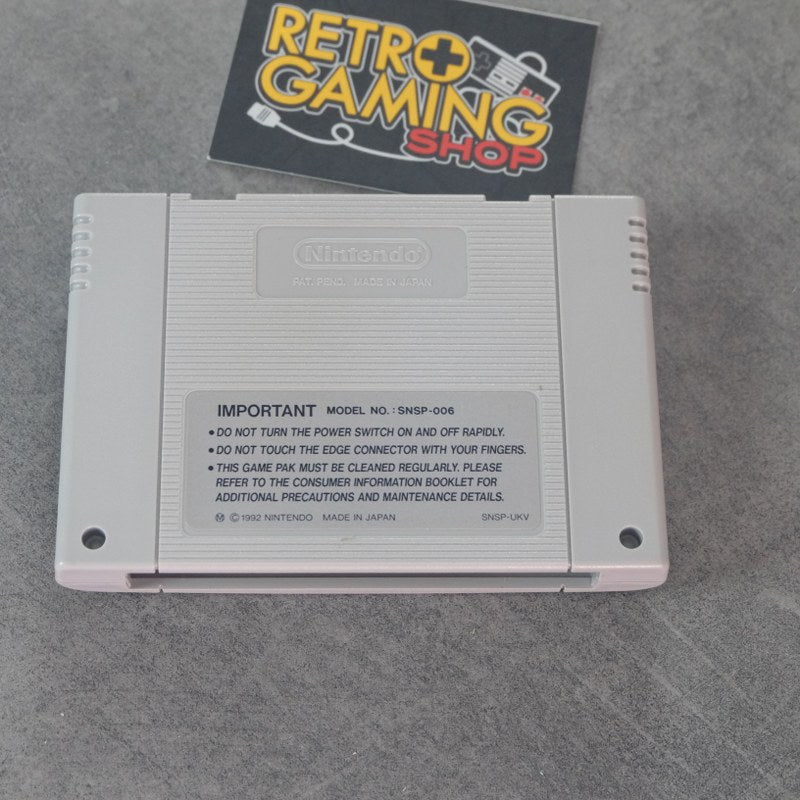 RETRO
GAMING
SHOP
Nintendo
PAT. PEND. MADE IN JAPAN
IMPORTANT MODEL NO.: SNSP-006
• DO NOT TURN THE POWER SWITCH ON AND OFF RAPIDLY.
• DO NOT TOUCH THE EDGE CONNECTOR WITH YOUR FINGERS.
• THIS GAME PAK MUST BE CLEANED REGULARLY. PLEASE
REFER TO THE CONSUMER INFORMATION BOOKLET FOR
ADDITIONAL PRECAUTIONS AND MAINTENANCE DETAILS.
Ⓜ ©1992 NINTENDO MADE IN JAPAN SNSP-UKV